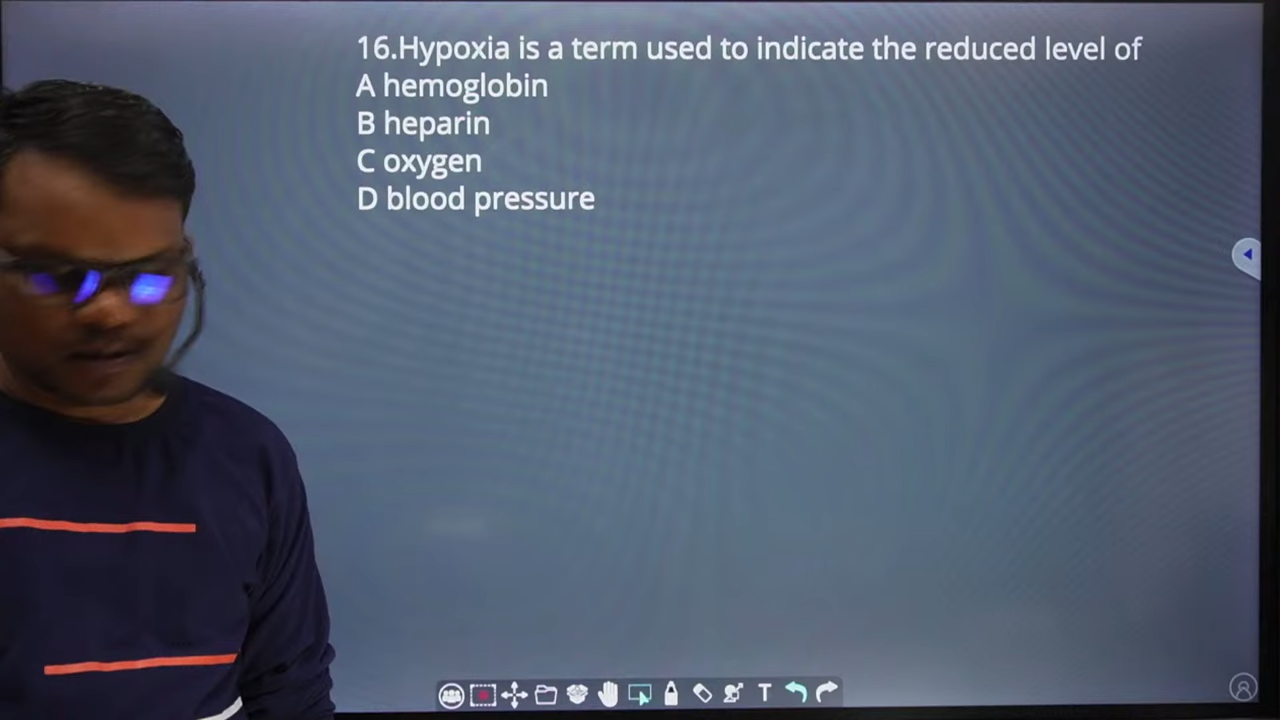 16.Hypoxia is a term used to indicate the reduced level of
A hemoglobin
B heparin
C oxygen
D blood pressure
T